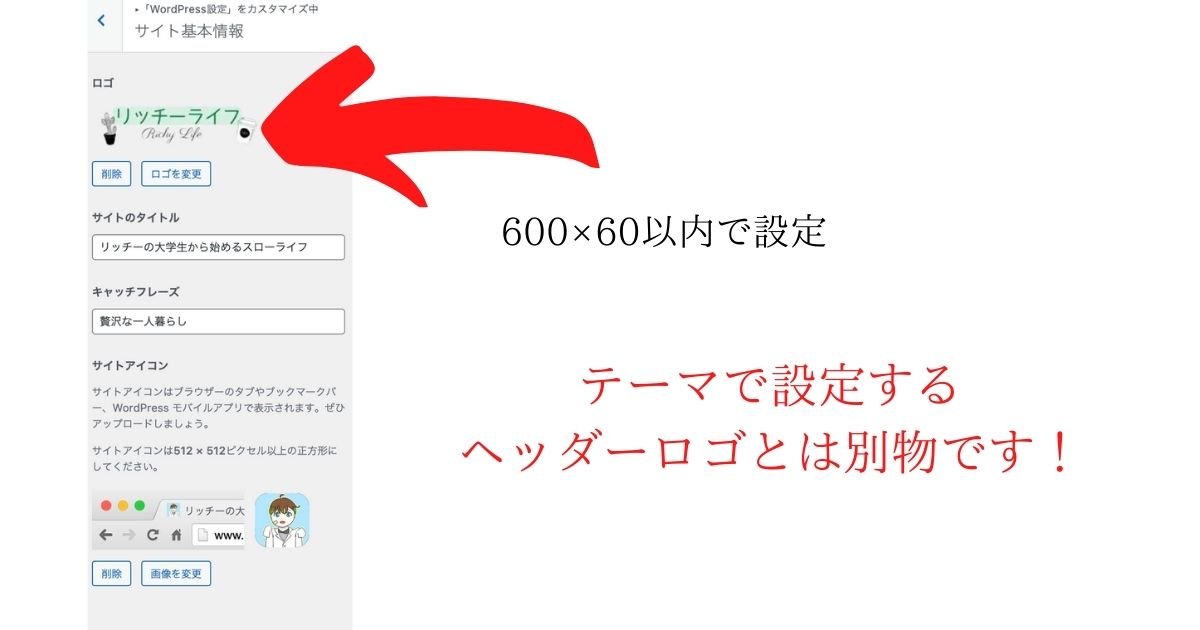 ▸「WordPress設定」をカスタマイズ中
サイト基本情報
ロゴ
リッチーライフ
Richy Life
削除
ロゴを変更
サイトのタイトル
リッチーの大学生から始めるスローライフ
キャッチフレーズ
贅沢な一人暮らし
サイトアイコン
サイトアイコンはブラウザーのタブやブックマークバ
ー、WordPress モバイルアプリで表示されます。ぜひ
アップロードしましょう。
サイトアイコンは512 × 512ピクセル以上の正方形に
してください。
リッチーの大
www.
削除
画像を変更
600×60以内で設定
テーマで設定する
ヘッダーロゴとは別物です！